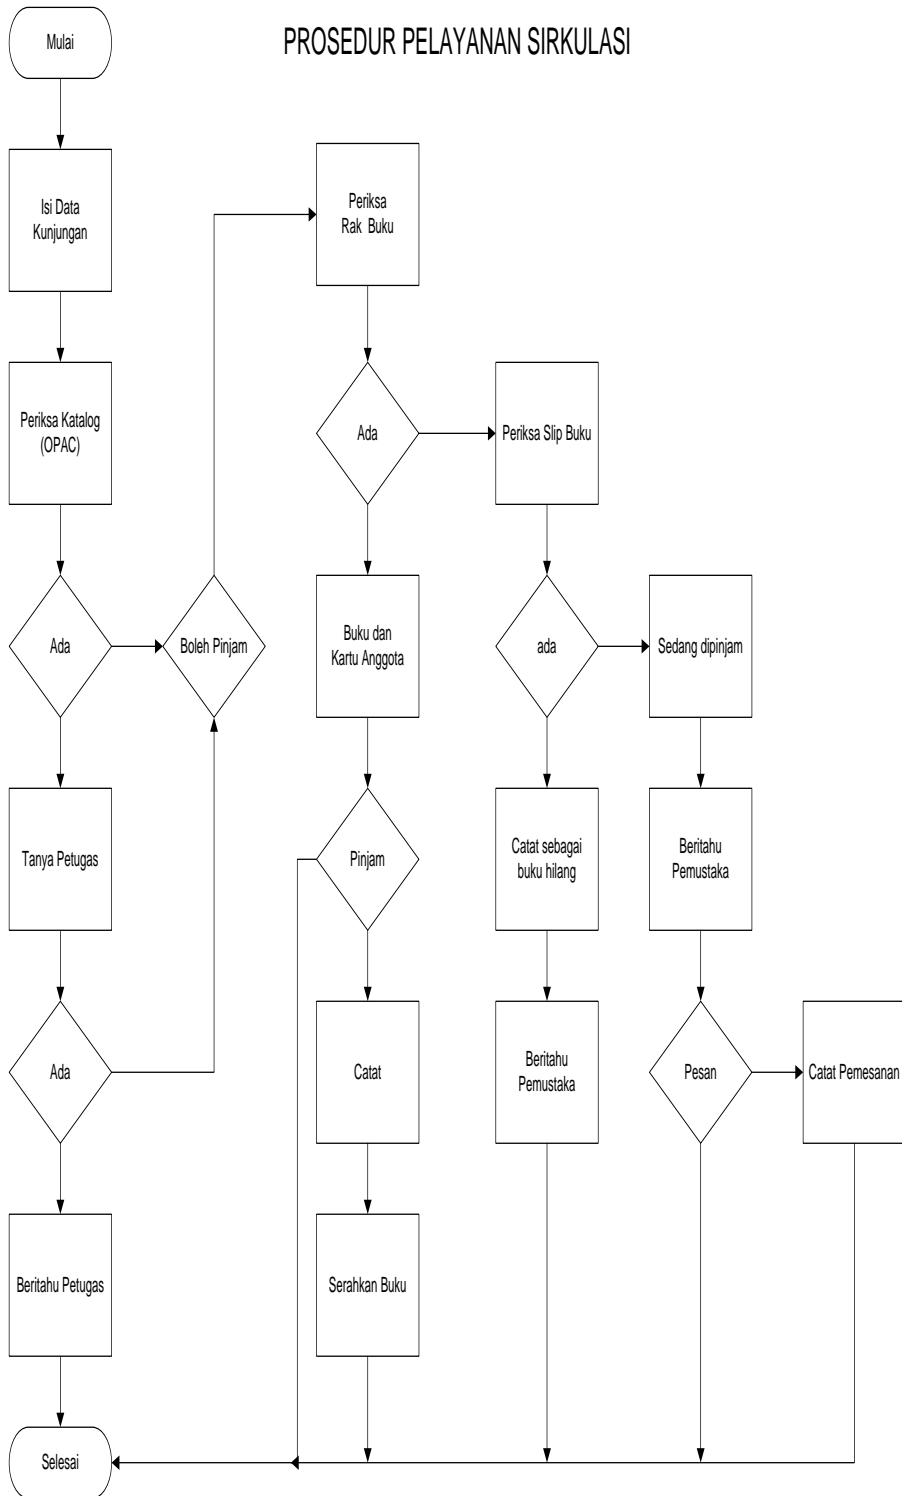 PROSEDUR PELAYANAN SIRKULASI
Mulai
Isi Data
Kunjungan
Periksa Katalog
(OPAC)
Ada
Boleh Pinjam
Tanya Petugas
Ada
Beritahu Petugas
Selesai
Periksa
Rak Buku
Ada
Buku dan
Kartu Anggota
Pinjam
Catat
Serahkan Buku
Periksa Slip Buku
ada
Catat sebagai
buku hilang
Beritahu
Pemustaka
Sedang dipinjam
Beritahu
Pemustaka
Pesan
Catat Pemesanan